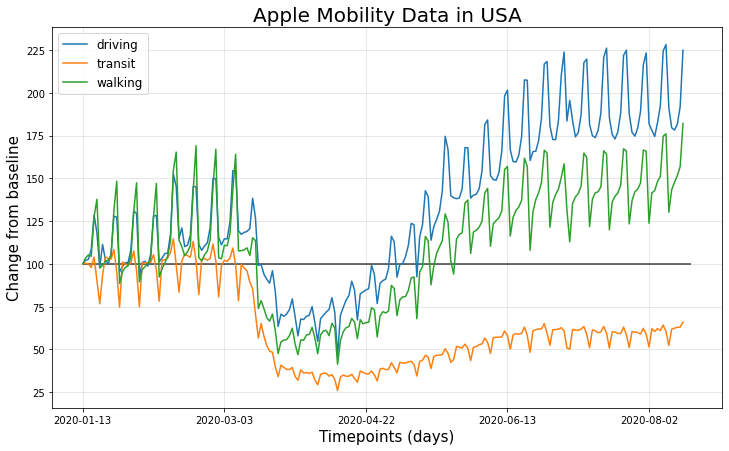 Apple Mobility Data in USA
driving
transit
walking
Change from baseline
225
200
175
150
125
100
75
50
25
2020-01-13
2020-03-03
2020-04-22
2020-06-13
2020-08-02
Timepoints (days)